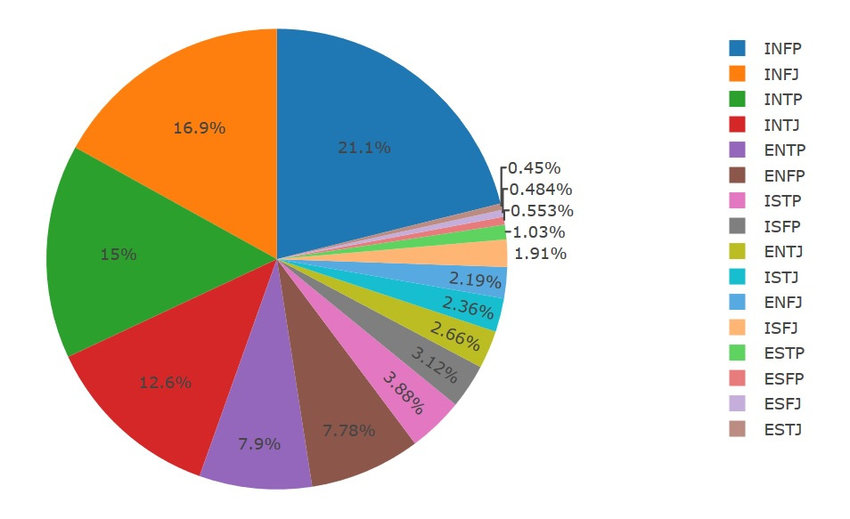 21.1%
16.9%
15%
12.6%
7.9%
7.78%
3.88%
3.12%
2.66%
2.36%
2.19%
1.91%
1.03%
0.553%
0.484%
0.45%
INFP
INFJ
INTP
INTJ
ENTP
ENFP
ISTP
ISFP
ENTJ
ISTJ
ENFJ
ISFJ
ESTP
ESFP
ESFJ
ESTJ